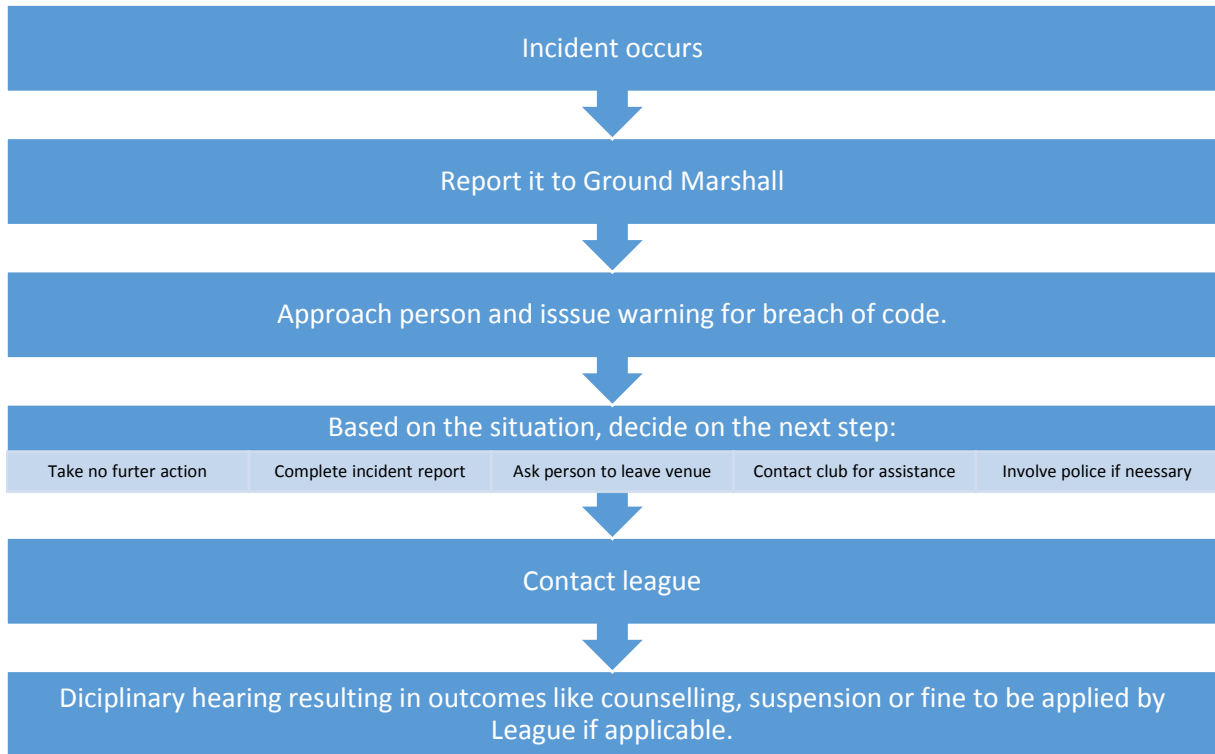 Incident occurs
Report it to Ground Marshall
Approach person and isssue warning for breach of code.
Based on the situation, decide on the next step:
Take no furter action
Complete incident report
Ask person to leave venue
Contact club for assistance
Involve police if neessary
Contact league
Diciplinary hearing resulting in outcomes like counselling, suspension or fine to be applied by
League if applicable.